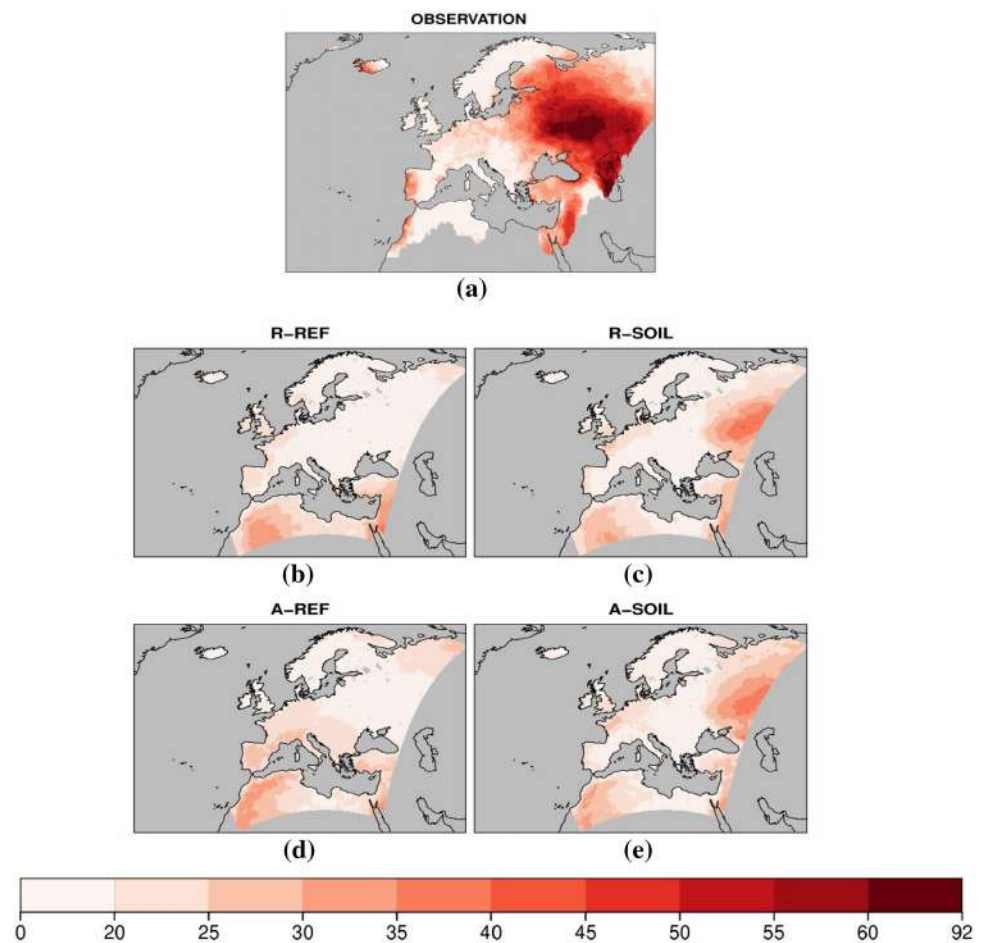 OBSERVATION
(a)
R-REF R-SOIL
(b) (c)
A-REF A-SOIL
(d) (e)
0 20 25 30 35 40 45 50 55 60 92